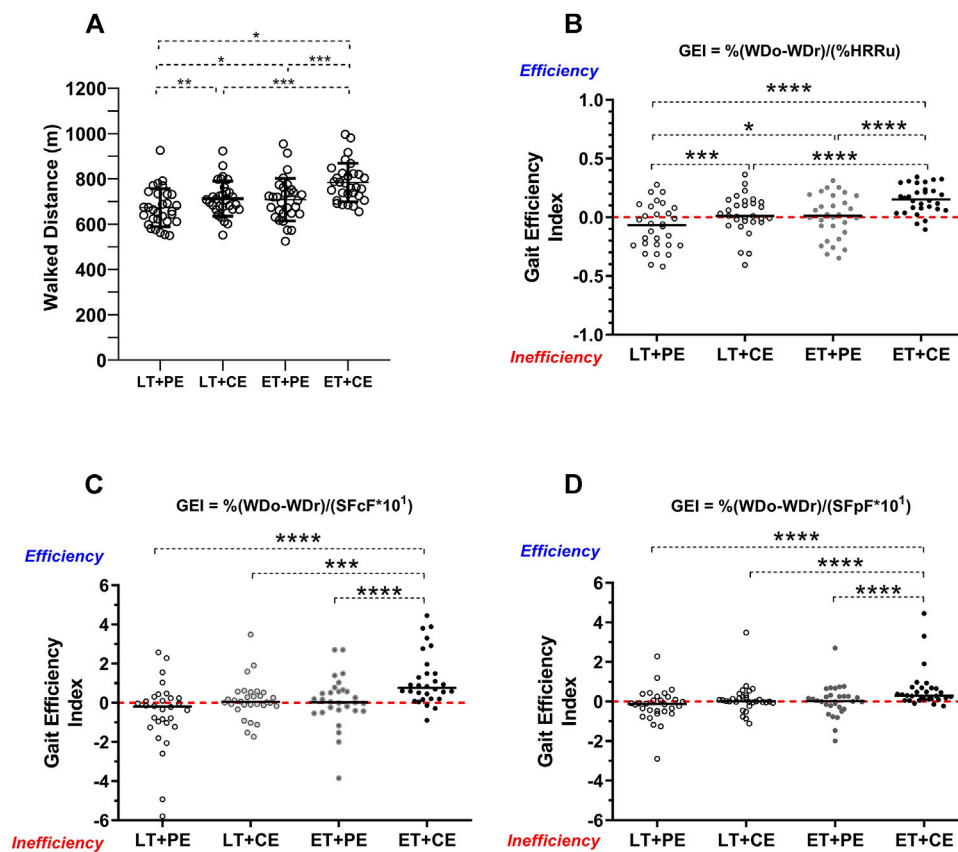 A
*
* ***
** ***
1200
1000
800
600
400
200
0
Walked Distance (m)
LT+PE LT+CE ET+PE ET+CE
B
GEI = %(WDo-WDr)/(%HRRu)
Efficiency
****
* ****
*** ****
1.0
0.5
0.0
-0.5
-1.0
Gait Efficiency
Index
Inefficiency
LT+PE LT+CE ET+PE ET+CE
C
GEI = %(WDo-WDr)/(SFcF*10¹)
Efficiency
****
***
****
6
4
2
0
-2
-4
-6
Gait Efficiency
Index
Inefficiency
LT+PE LT+CE ET+PE ET+CE
D
GEI = %(WDo-WDr)/(SFpF*10¹)
Efficiency
****
****
****
6
4
2
0
-2
-4
-6
Gait Efficiency
Index
Inefficiency
LT+PE LT+CE ET+PE ET+CE